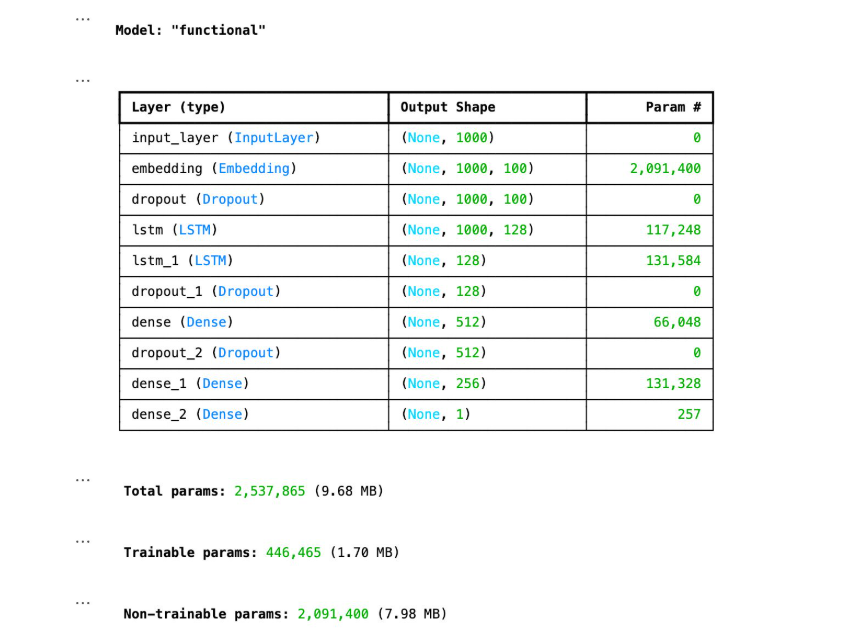 ...
Model: "functional"
...
Layer (type) Output Shape Param #
input_layer (InputLayer) (None, 1000) 0
embedding (Embedding) (None, 1000, 100) 2,091,400
dropout (Dropout) (None, 1000, 100) 0
lstm (LSTM) (None, 1000, 128) 117,248
lstm_1 (LSTM) (None, 128) 131,584
dropout_1 (Dropout) (None, 128) 0
dense (Dense) (None, 512) 66,048
dropout_2 (Dropout) (None, 512) 0
dense_1 (Dense) (None, 256) 131,328
dense_2 (Dense) (None, 1) 257
...
Total params: 2,537,865 (9.68 MB)
...
Trainable params: 446,465 (1.70 MB)
...
Non-trainable params: 2,091,400 (7.98 MB)